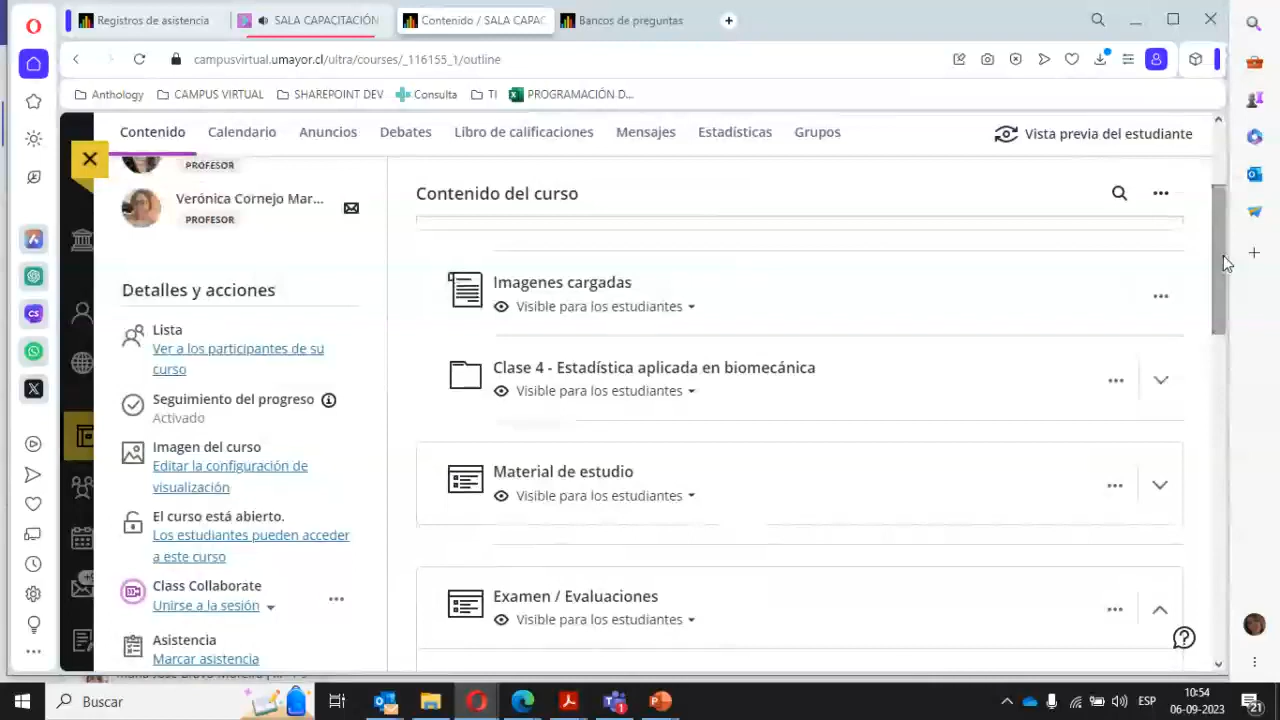 Registros de asistencia
SALA CAPACITACIÓN
Contenido / SALA CAPAC
Bancos de preguntas
campusvirtual.umayor.cl/ultra/courses/_116155_1/outline
Anthology
CAMPUS VIRTUAL
SHAREPOINT DEV
Consulta
TI
PROGRAMACIÓN D...
Contenido
Calendario
Anuncios
Debates
Libro de calificaciones
Mensajes
Estadísticas
Grupos
Vista previa del estudiante
PROFESOR
Verónica Cornejo Mar...
PROFESOR
Detalles y acciones
Lista
Ver a los participantes de su
curso
Seguimiento del progreso
Activado
Imagen del curso
Editar la configuración de
visualización
El curso está abierto.
Los estudiantes pueden acceder
a este curso
Class Collaborate
Unirse a la sesión
Asistencia
Marcar asistencia
Contenido del curso
Imagenes cargadas
Visible para los estudiantes
Clase 4 - Estadística aplicada en biomecánica
Visible para los estudiantes
Material de estudio
Visible para los estudiantes
Examen / Evaluaciones
Visible para los estudiantes
CS
Buscar
1
ESP
10:54
06-09-2023
21